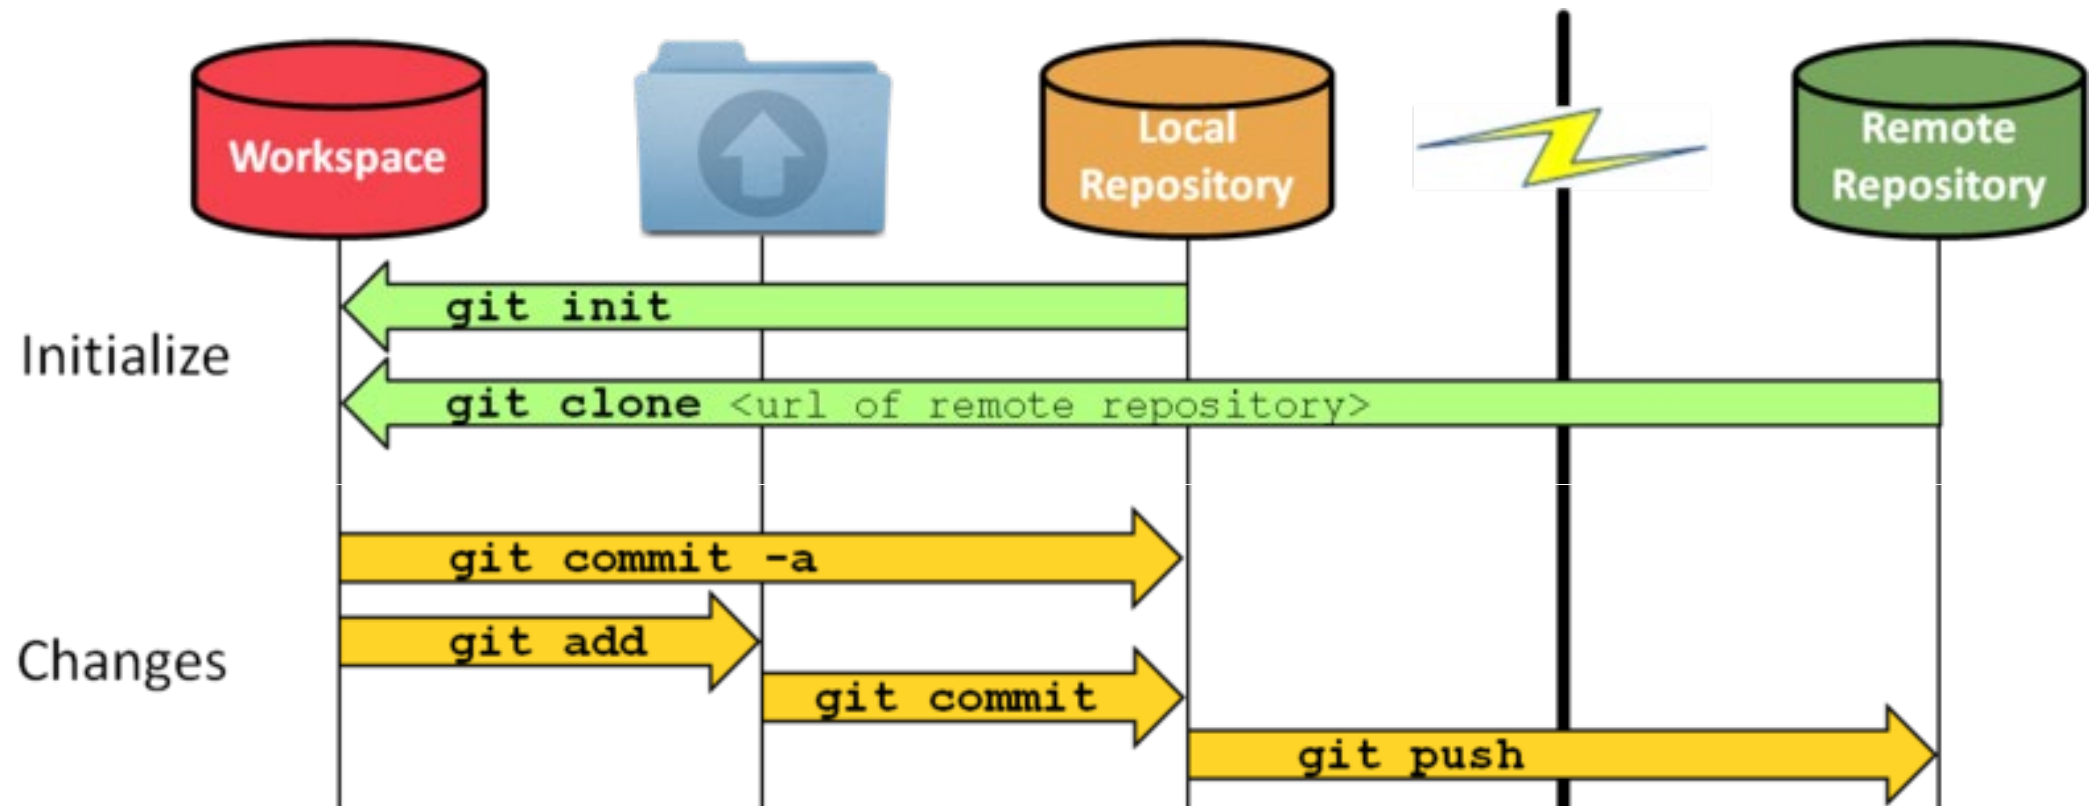 Workspace
Local
Repository
Remote
Repository
Initialize
git init
git clone <url of remote repository>
Changes
git commit -a
git add
git commit
git push